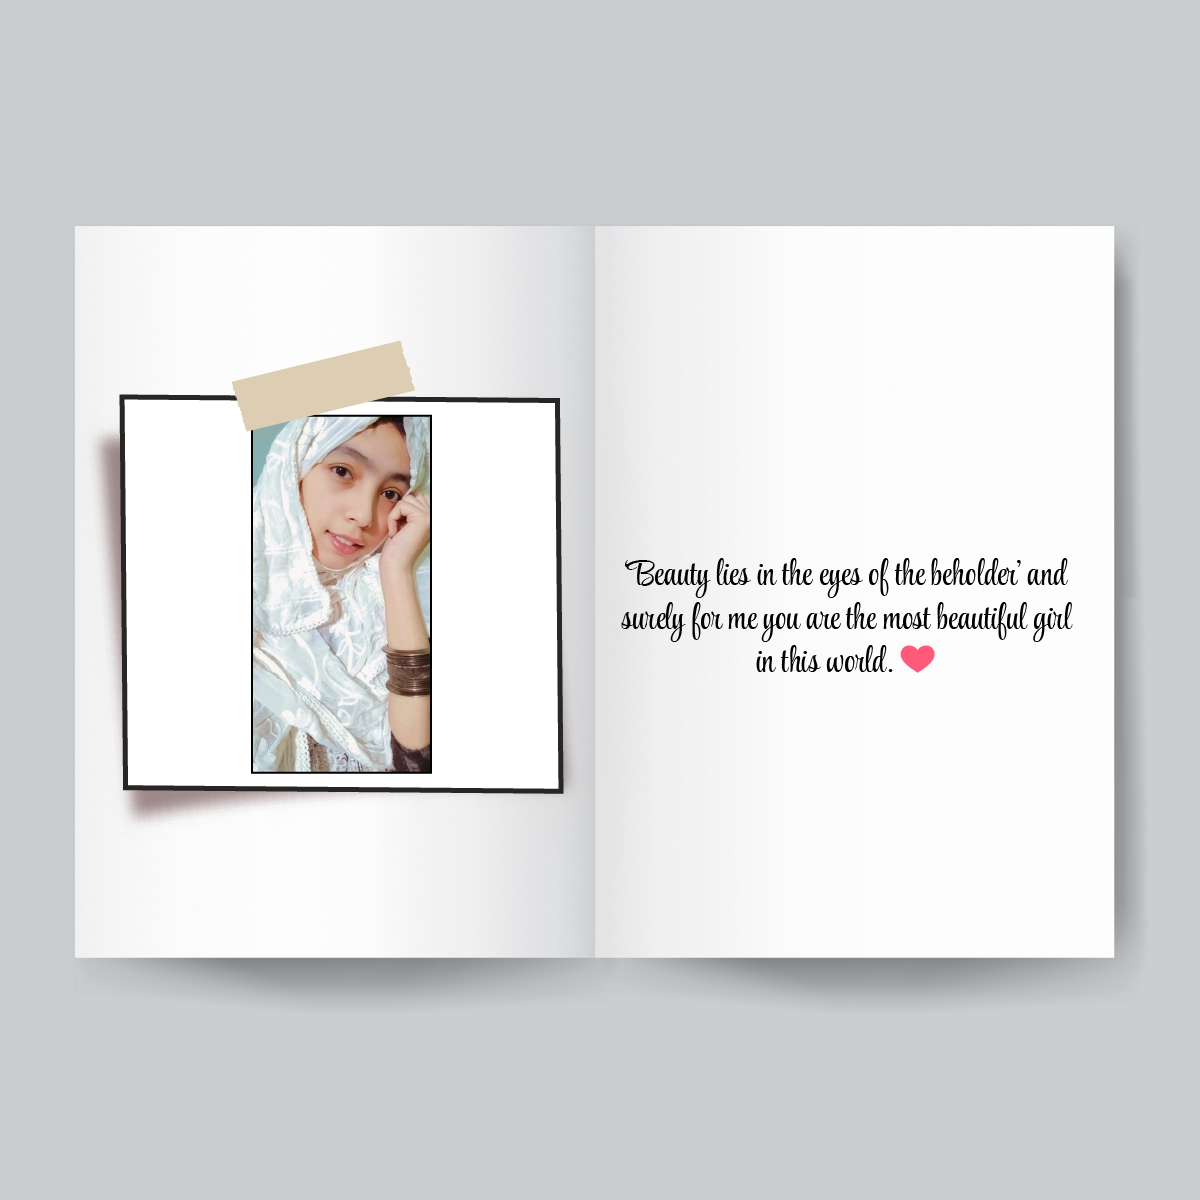 'Beauty lies in the eyes of the beholder' and
surely for me you are the most beautiful girl
in this world. ❤